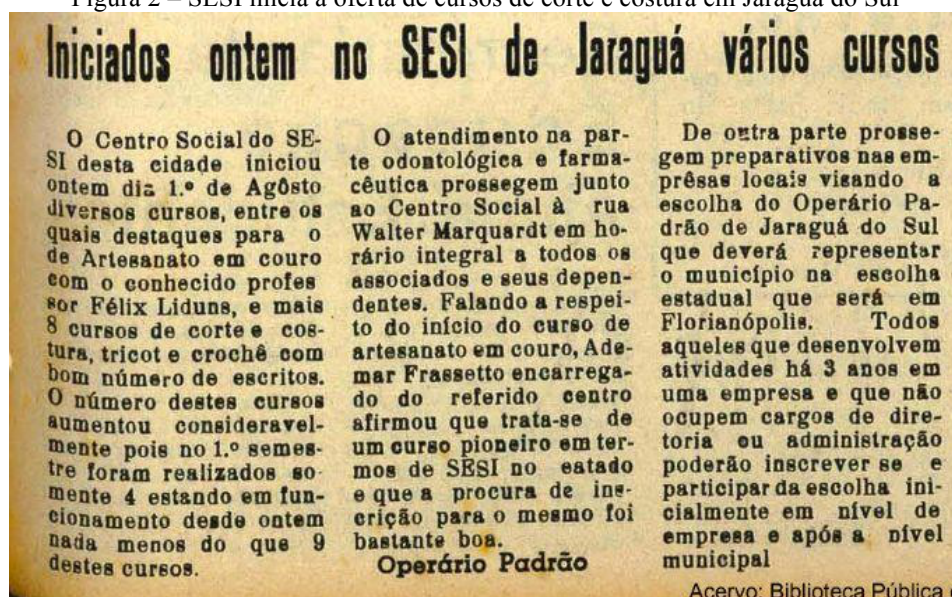 Figura 2 – SESI inicia a oferta de cursos de corte e costura em Jaraguá do Sul
Iniciados ontem no SESI de Jaraguá vários cursos
O Centro Social do SE-
SI desta cidade iniciou
ontem dia 1.º de Agôsto
diversos cursos, entre os
quais destaques para o
de Artesanato em couro
com o conhecido profes
sor Félix Liduns, e mais
8 cursos de corte e cos-
tura, tricot e crochê com
bom número de escritos.
O número destes cursos
aumentou consideravel-
mente pois no 1.º semes-
tre foram realizados so-
mente 4 estando em fun-
cionamento desde ontem
nada menos do que 9
destes cursos.
O atendimento na par-
te odontológica e farma-
cêutica prossegem junto
ao Centro Social à rua
Walter Marquardt em ho-
rário integral a todos os
associados e seus depen-
dentes. Falando a respei-
to do início do curso de
artesanato em couro, Ade-
mar Frassetto encarrega-
do do referido centro
afirmou que trata-se de
um curso pioneiro em ter-
mos de SESI no eatado
e que a procura de ins-
crição para o mesmo foi
bastante boa.
Operário Padrão
De outra parte prosse-
gem preparativos nas em-
prêsas locais visando a
escolha do Operário Pa-
drão de Jaraguá do Sul
que deverá representar
o município na escolha
estadual que será em
Florianópolis. Todos
aqueles que desenvolvem
atividades há 3 anos em
uma empresa e que não
ocupem cargos de dire-
toria ou administração
poderão inscrever se e
participar da escolha ini-
cialmente em nível de
empresa e após a nível
municipal
Acervo: Biblioteca Pública